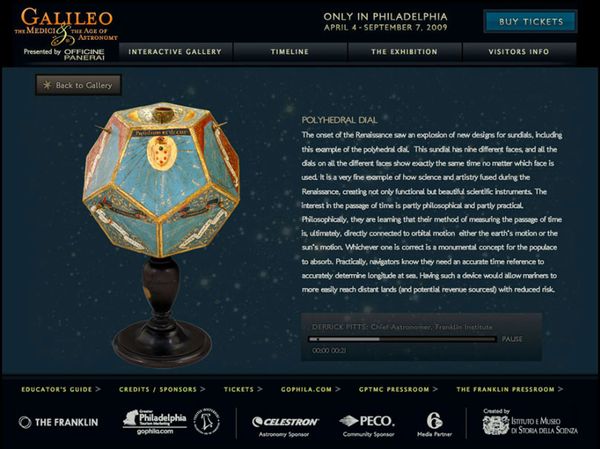 GALILEO
THE MEDICI & THE AGE OF
ASTRONOMY
Presented by OFFICINE
PANERAI
ONLY IN PHILADELPHIA
APRIL 4 - SEPTEMBER 7, 2009
BUY TICKETS
INTERACTIVE GALLERY
TIMELINE
THE EXHIBITION
VISITORS INFO
Back to Gallery
POLYHEDRAL DIAL
The onset of the Renaissance saw an explosion of new designs for sundials, including
this example of the polyhedral dial. This sundial has nine different faces, and all the
dials on all the different faces show exactly the same time no matter which face is
used. It is a very fine example of how science and artistry fused during the
Renaissance, creating not only functional but beautiful scientific instruments. The
interest in the passage of time is partly philosophical and partly practical.
Philosophically, they are learning that their method of measuring the passage of time
is, ultimately, directly connected to orbital motion either the earth's motion or the
sun's motion. Whichever one is correct is a monumental concept for the populace
to absorb. Practically, navigators know they need an accurate time reference to
accurately determine longitude at sea. Having such a device would allow mariners to
more easily reach distant lands (and potential revenue sources!) with reduced risk.
DERRICK PITTS: Chief Astronomer, Franklin Institute
PAUSE
00:00 00:21
EDUCATOR'S GUIDE >
CREDITS / SPONSORS >
TICKETS >
GOPHILA.COM >
GPTMC PRESSROOM >
THE FRANKLIN PRESSROOM >
THE FRANKLIN
Greater
Philadelphia
Tourism Marketing
gophila.com
CELESTRON
Astronomy Sponsor
PECO
Community Sponsor
6
Media Partner
Created by
ISTITUTO E MUSEO
DI STORIA DELLA SCIENZA